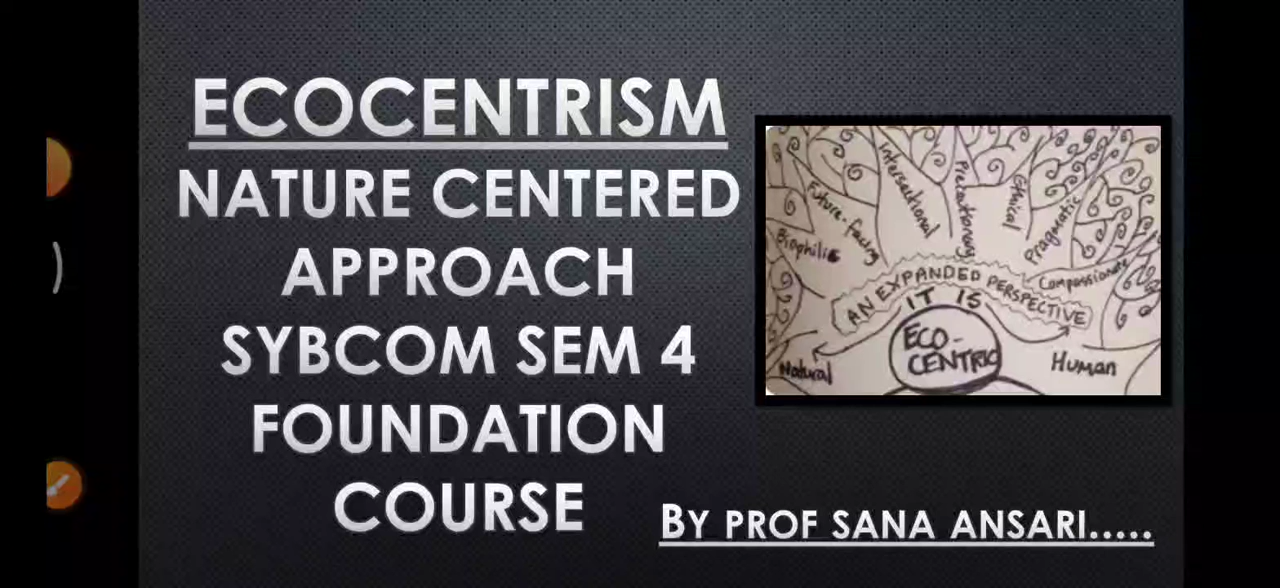 ECOCENTRISM
NATURE CENTERED
APPROACH
SYBCOM SEM 4
FOUNDATION
COURSE
BY PROF SANA ANSARI.....
Biophilic
Future-facing
Intersectional
Precautionary
Ethical
Pragmatic
Compassionate
AN EXPANDED PERSPECTIVE
IT IS
ECO-
CENTRIC
Natural
Human